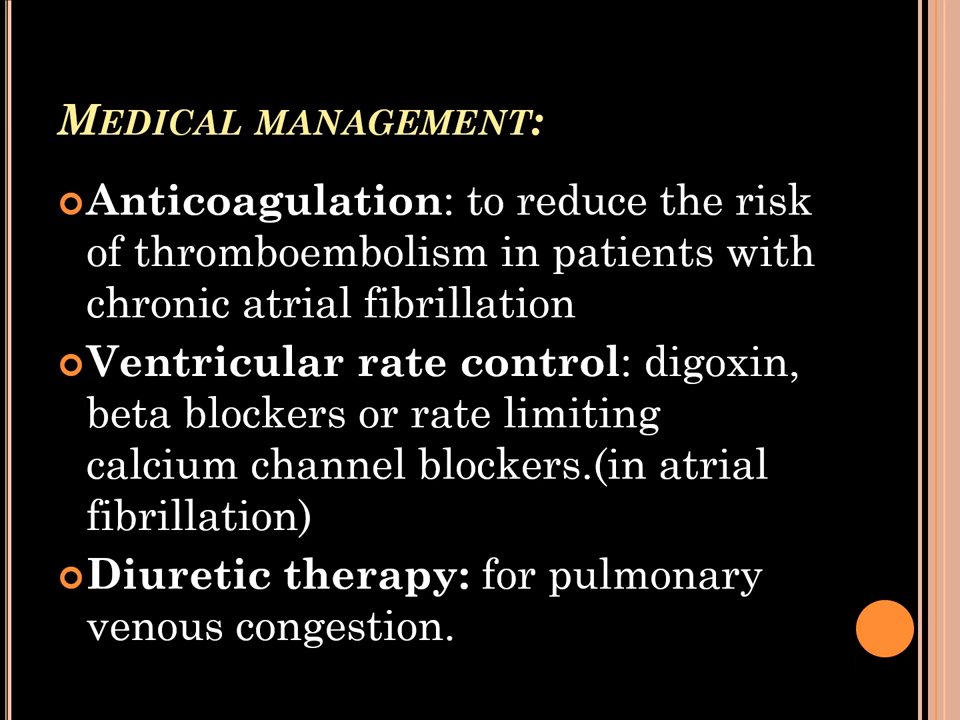 MEDICAL MANAGEMENT:
Anticoagulation: to reduce the risk
of thromboembolism in patients with
chronic atrial fibrillation
Ventricular rate control: digoxin,
beta blockers or rate limiting
calcium channel blockers.(in atrial
fibrillation)
Diuretic therapy: for pulmonary
venous congestion.